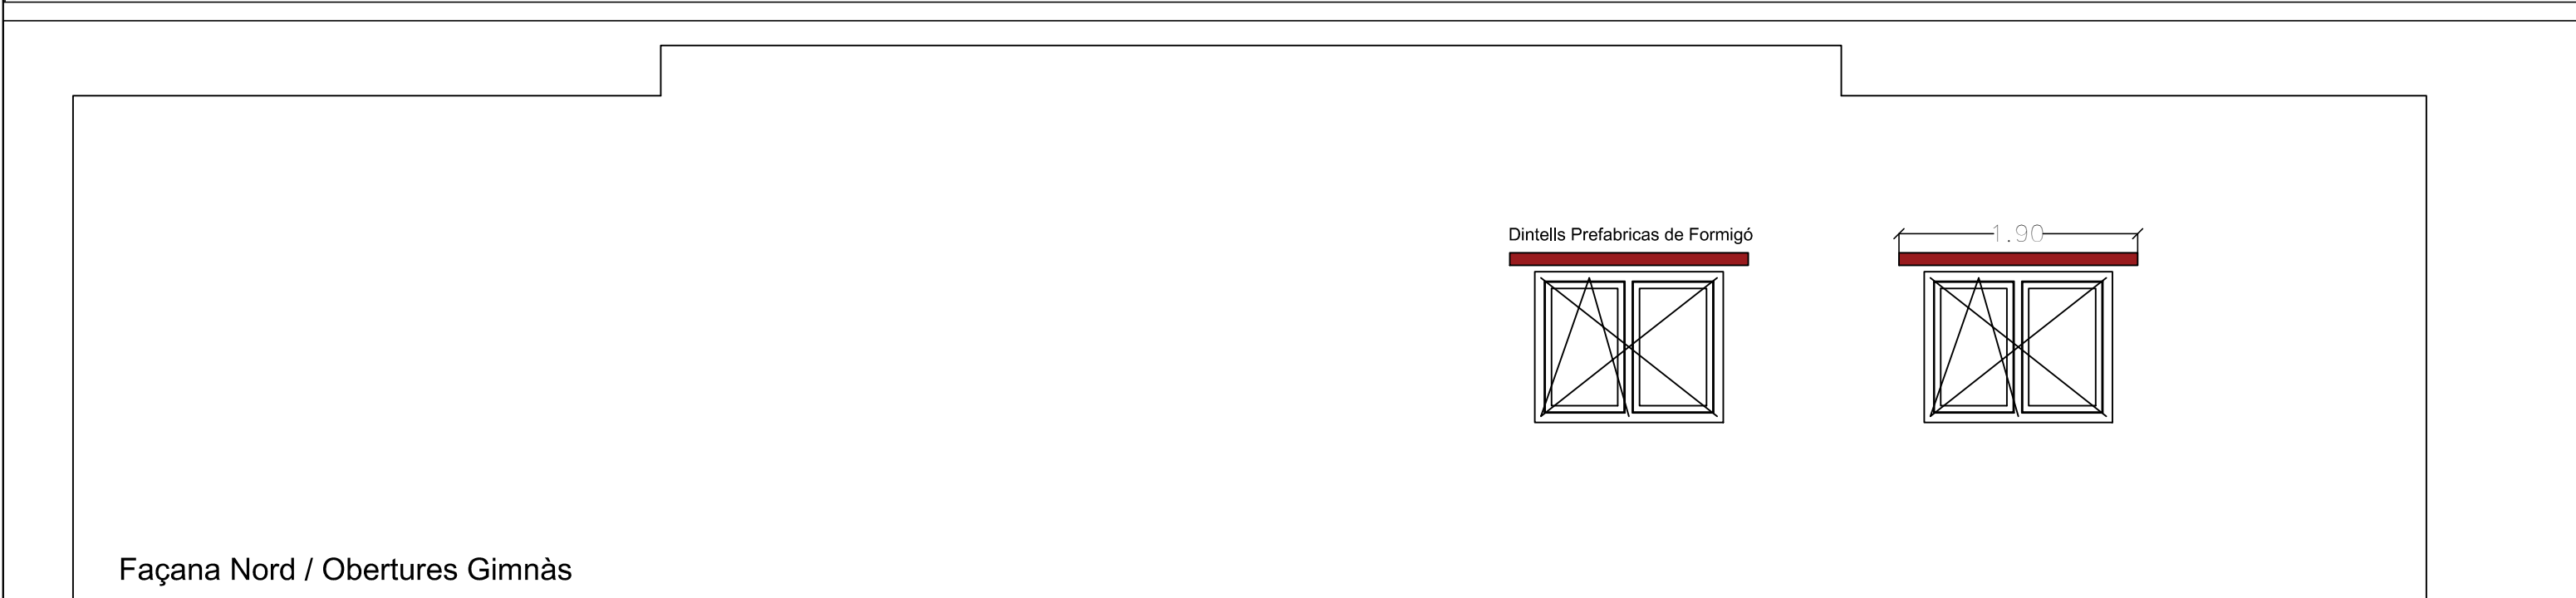 Dintells Prefabricas de Formigó
1.90
Façana Nord / Obertures Gimnàs